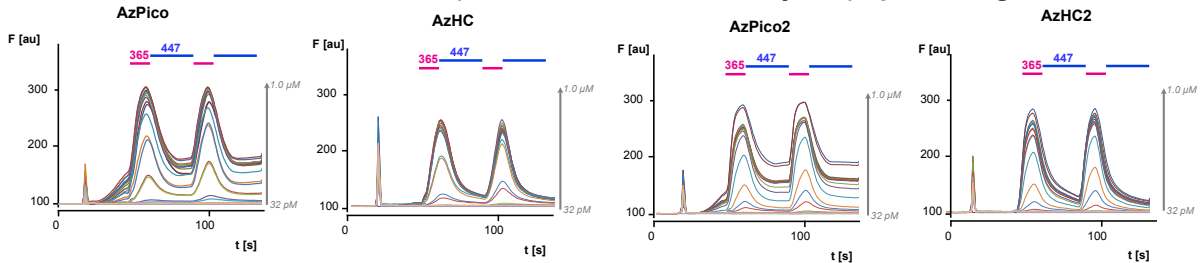 AzPico
F [au]
365
447
300
200
100
0
100
t [s]
1.0 µM
32 pM
AzHC
F [au]
365
447
300
200
100
0
100
t [s]
1.0 µM
32 pM
AzPico2
F [au]
365
447
300
200
100
0
100
t [s]
1.0 µM
32 pM
AzHC2
F [au]
365
447
300
200
100
0
100
t [s]
1.0 µM
32 pM